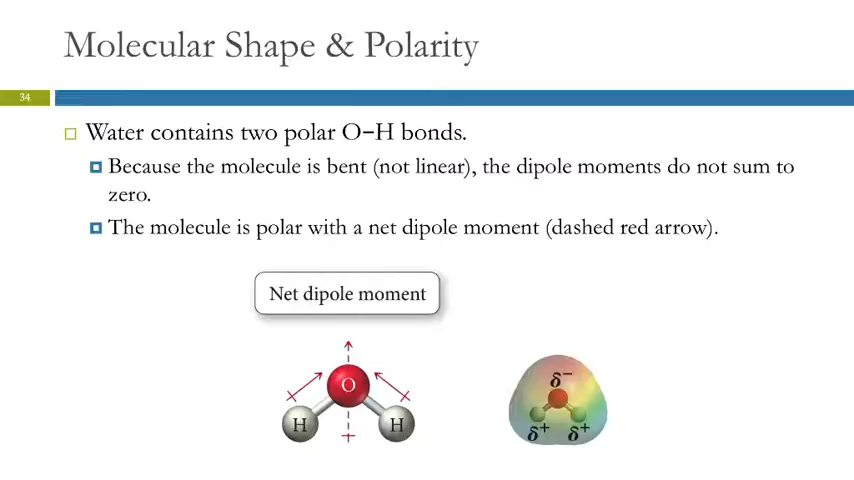 Molecular Shape & Polarity
34
Water contains two polar O−H bonds.
Because the molecule is bent (not linear), the dipole moments do not sum to
zero.
The molecule is polar with a net dipole moment (dashed red arrow).
Net dipole moment
O
H H
δ−
δ+ δ+